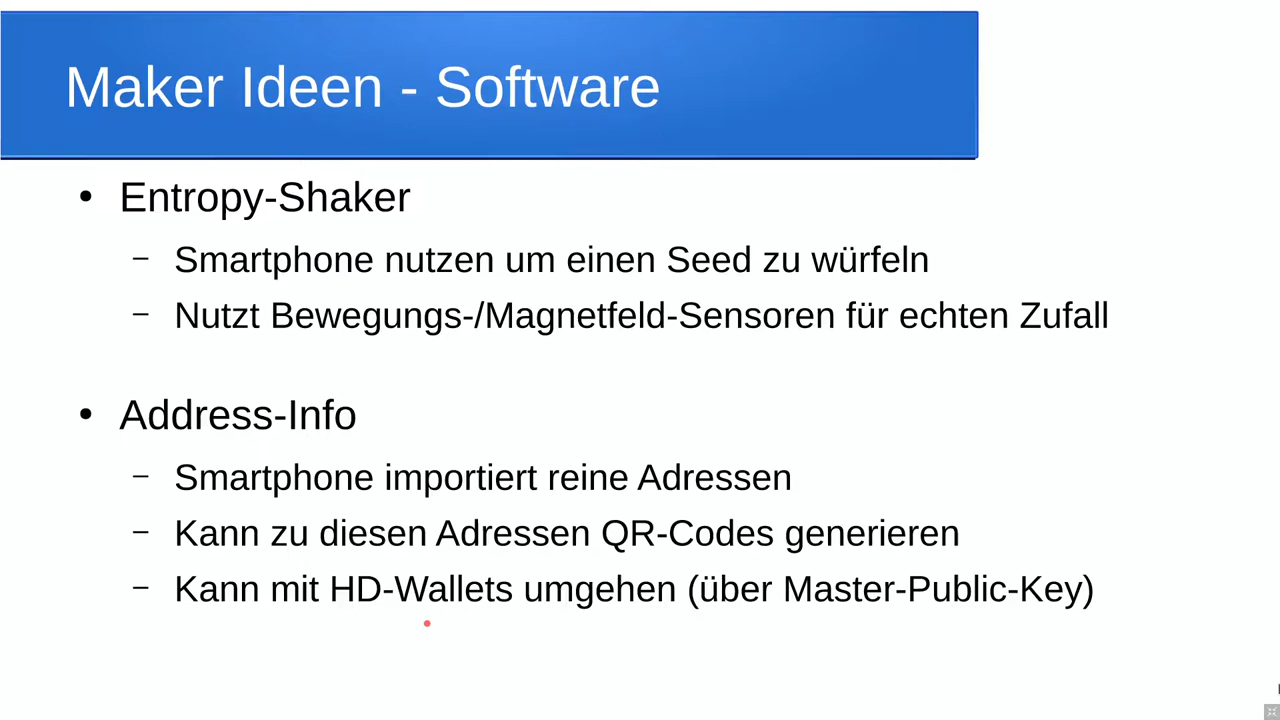 Maker Ideen - Software
• Entropy-Shaker
– Smartphone nutzen um einen Seed zu würfeln
– Nutzt Bewegungs-/Magnetfeld-Sensoren für echten Zufall
• Address-Info
– Smartphone importiert reine Adressen
– Kann zu diesen Adressen QR-Codes generieren
– Kann mit HD-Wallets umgehen (über Master-Public-Key)